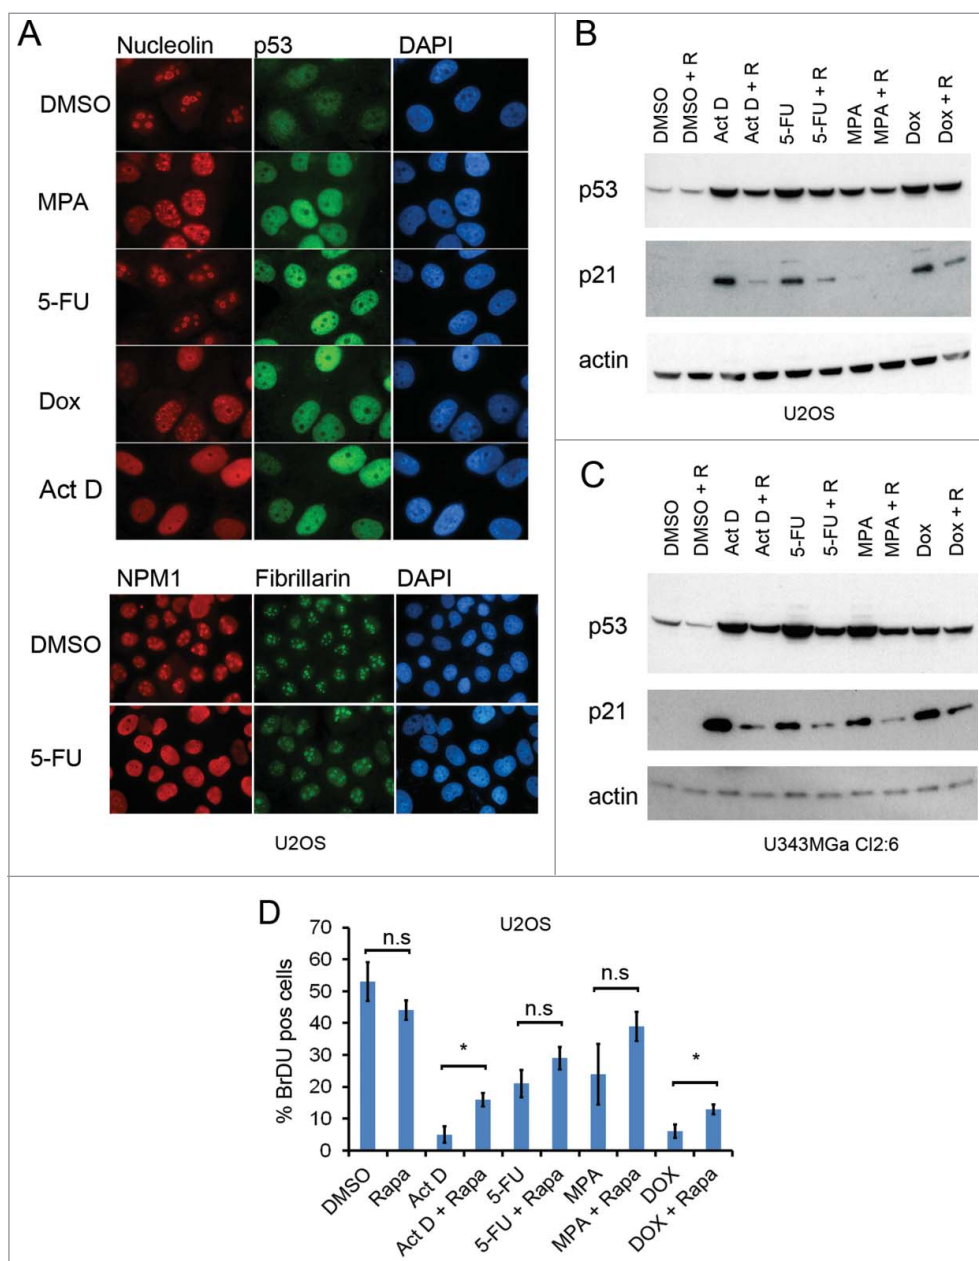 A
Nucleolin p53 DAPI
DMSO
MPA
5-FU
Dox
Act D
NPM1 Fibrillarin DAPI
DMSO
5-FU
U2OS
B
DMSO DMSO + R Act D Act D + R 5-FU 5-FU + R MPA MPA + R Dox Dox + R
p53
p21
actin
U2OS
C
DMSO DMSO + R Act D Act D + R 5-FU 5-FU + R MPA MPA + R Dox Dox + R
p53
p21
actin
U343MGa Cl2:6
D
U2OS
% BrDU pos cells
70
60
50
40
30
20
10
0
n.s
*
n.s
n.s
*
DMSO Rapa Act D Act D + Rapa 5-FU 5-FU + Rapa MPA MPA + Rapa DOX DOX + Rapa